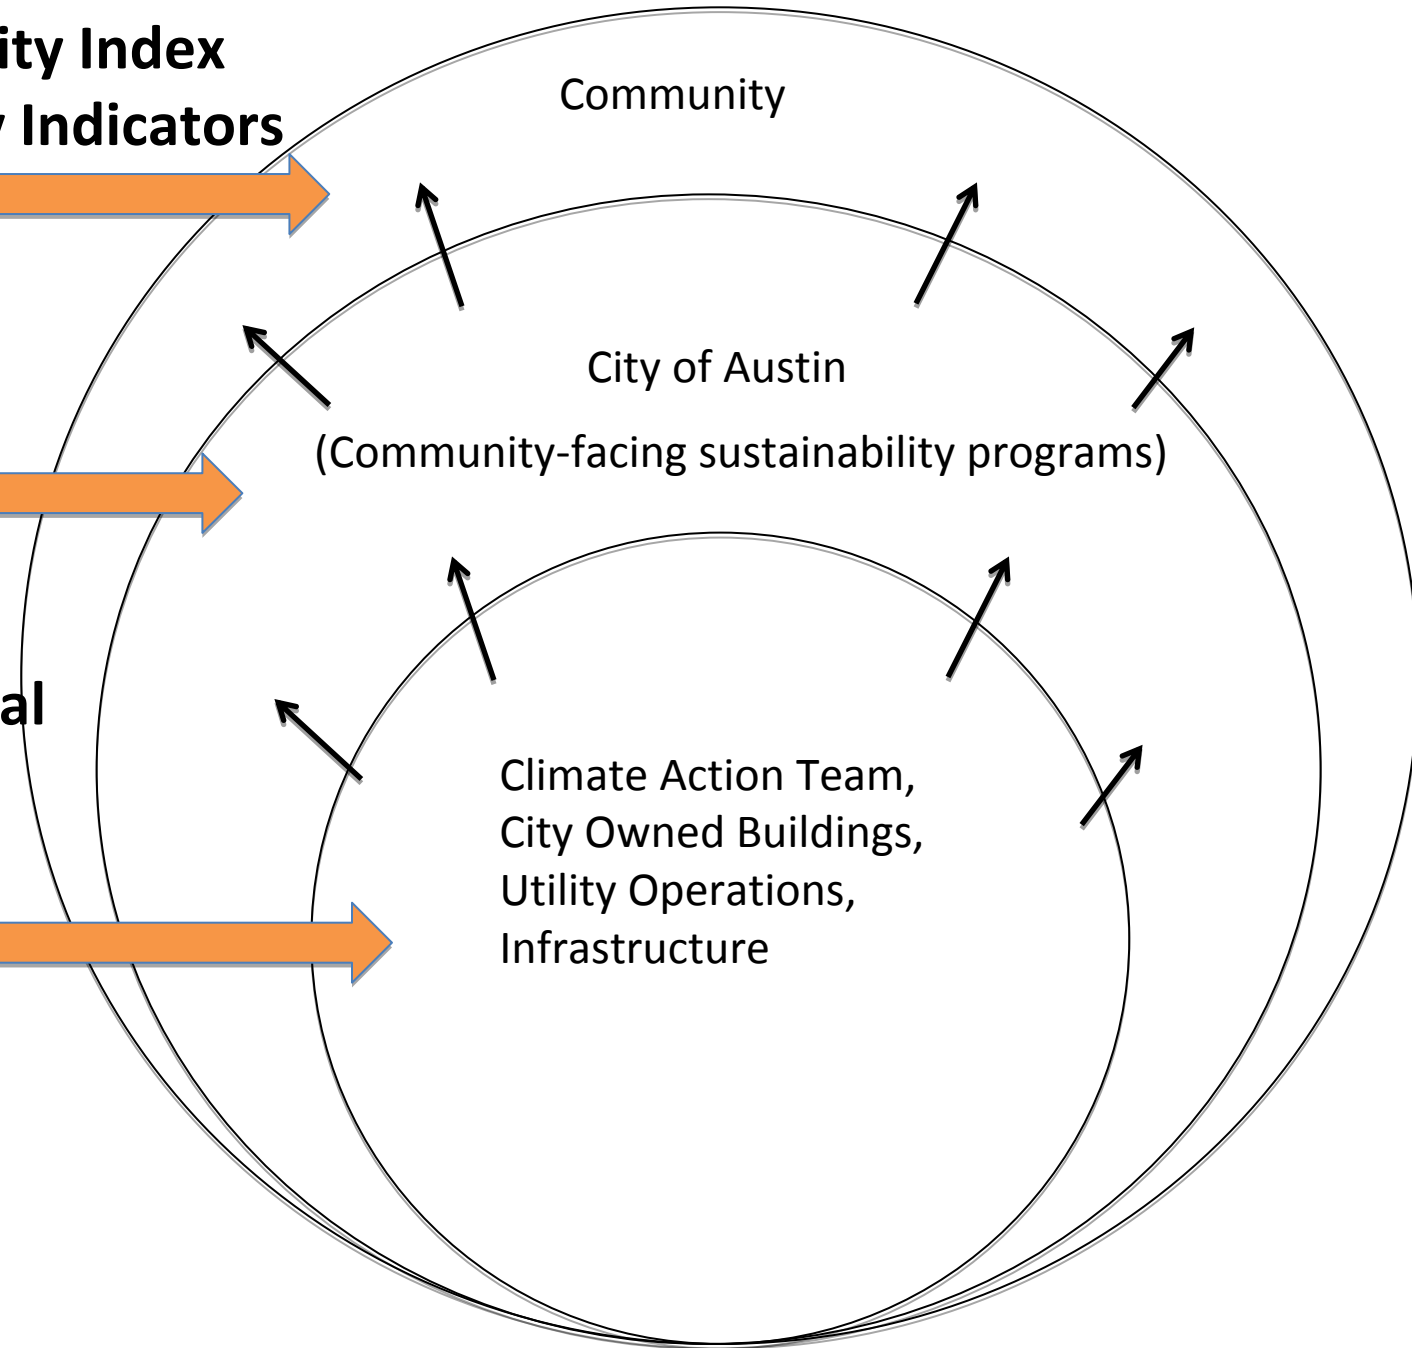 ity Index
Community
Indicators
City of Austin
(Community-facing sustainability programs)
al
Climate Action Team,
City Owned Buildings,
Utility Operations,
Infrastructure